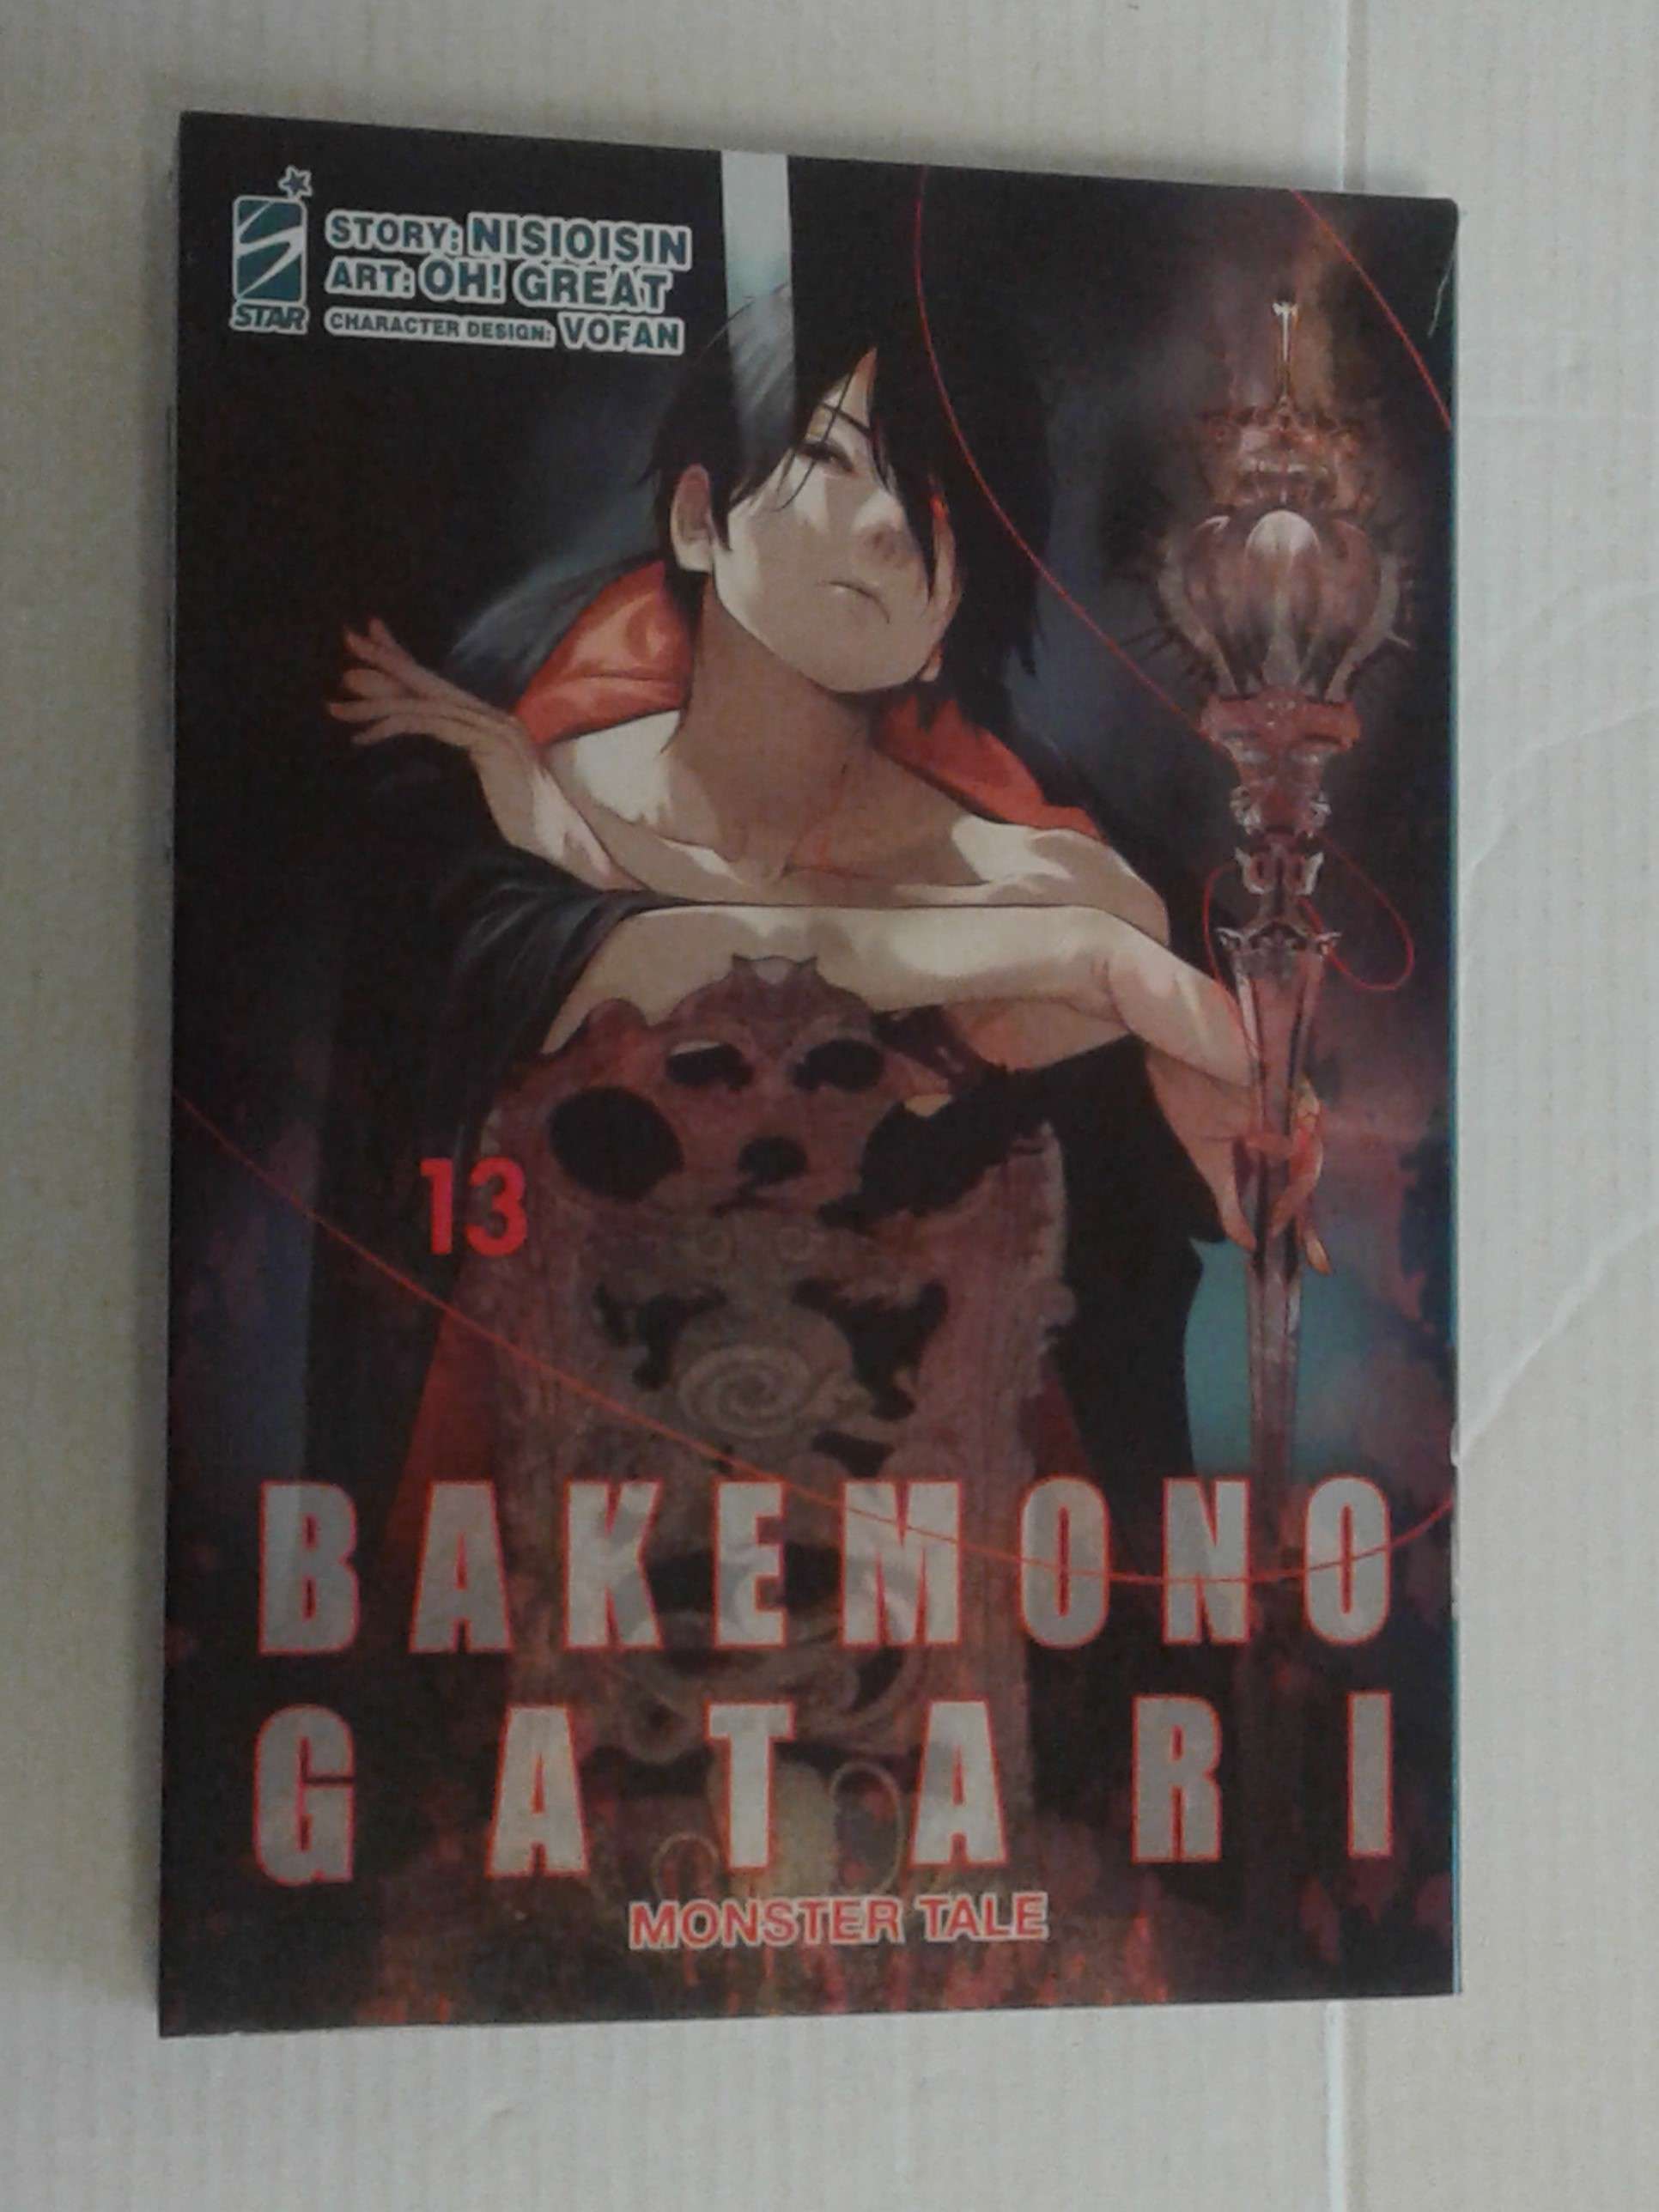 STORY: NISIOISIN
ART: OH! GREAT
CHARACTER DESIGN: VOFAN
STAR
13
BAKEMONO
GATARI
MONSTER TALE